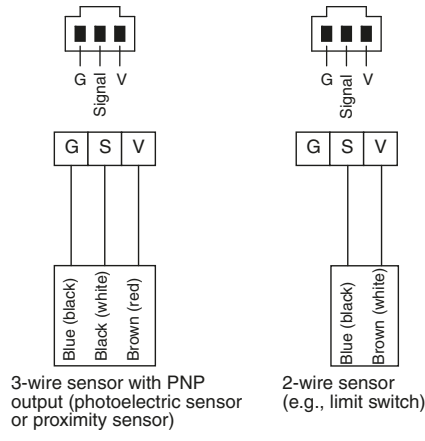 G Signal V
G Signal V
G S V
G S V
Blue (black)
Black (white)
Brown (red)
Blue (black)
Brown (white)
3-wire sensor with PNP
output (photoelectric sensor
or proximity sensor)
2-wire sensor
(e.g., limit switch)